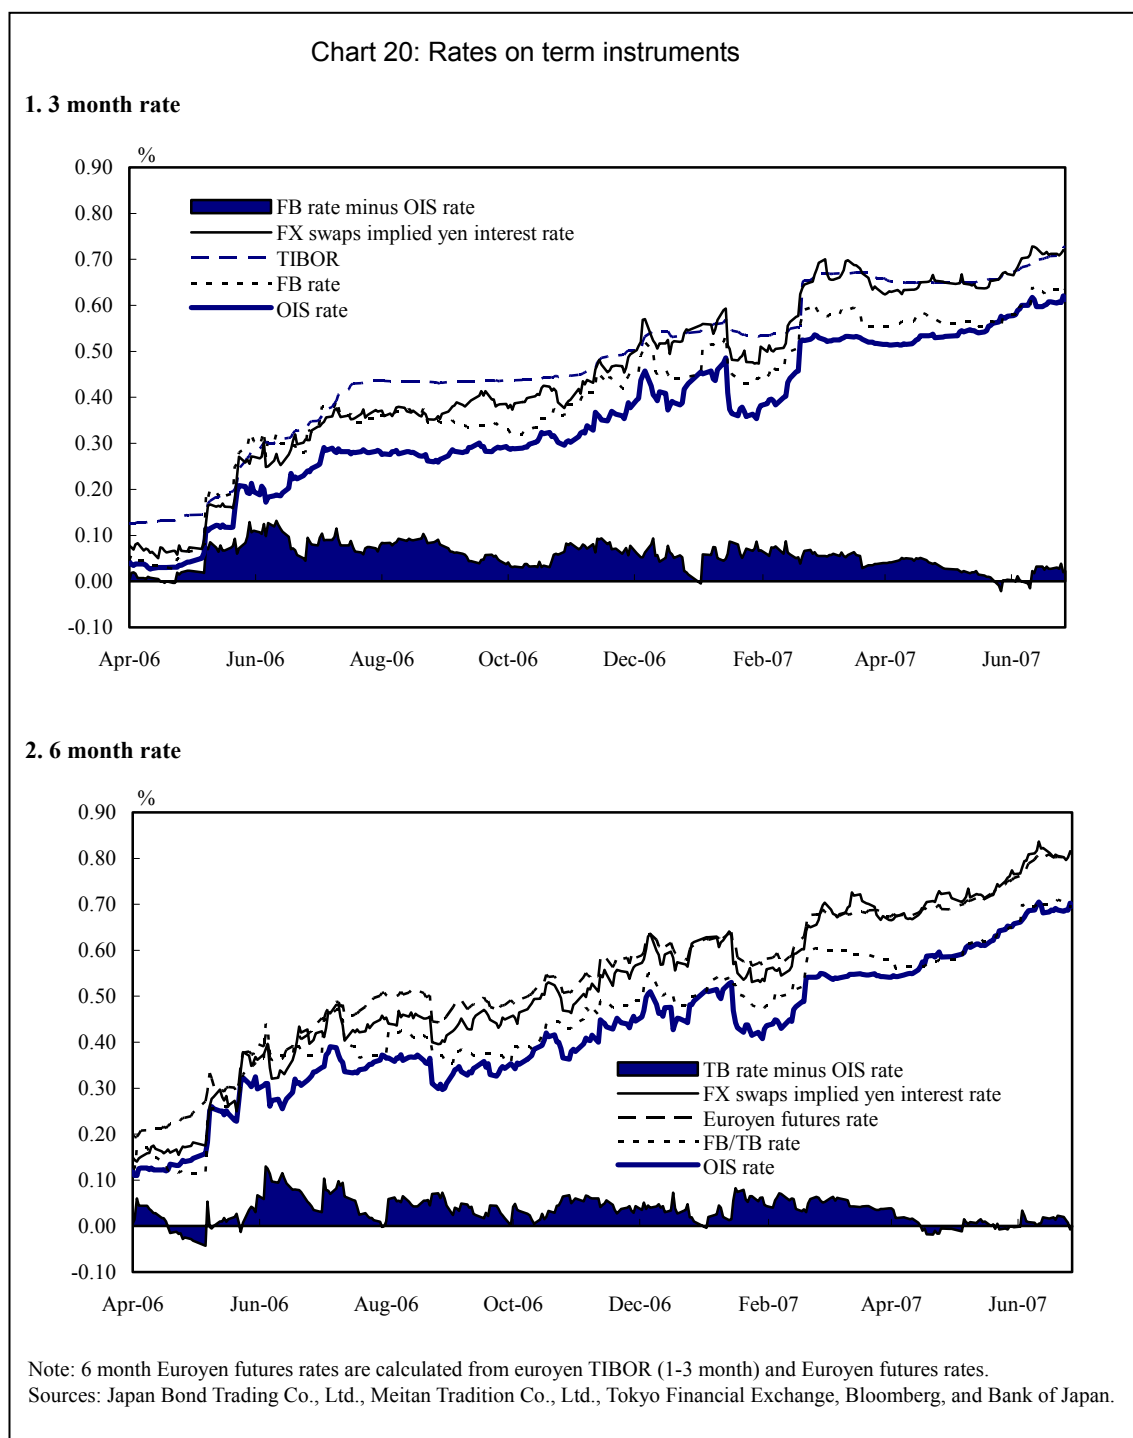 Chart 20: Rates on term instruments
1. 3 month rate
%
0.90
0.80
0.70
0.60
0.50
0.40
0.30
0.20
0.10
0.00
-0.10
FB rate minus OIS rate
FX swaps implied yen interest rate
TIBOR
FB rate
OIS rate
Apr-06 Jun-06 Aug-06 Oct-06 Dec-06 Feb-07 Apr-07 Jun-07
2. 6 month rate
%
0.90
0.80
0.70
0.60
0.50
0.40
0.30
0.20
0.10
0.00
-0.10
TB rate minus OIS rate
FX swaps implied yen interest rate
Euroyen futures rate
FB/TB rate
OIS rate
Apr-06 Jun-06 Aug-06 Oct-06 Dec-06 Feb-07 Apr-07 Jun-07
Note: 6 month Euroyen futures rates are calculated from euroyen TIBOR (1-3 month) and Euroyen futures rates.
Sources: Japan Bond Trading Co., Ltd., Meitan Tradition Co., Ltd., Tokyo Financial Exchange, Bloomberg, and Bank of Japan.